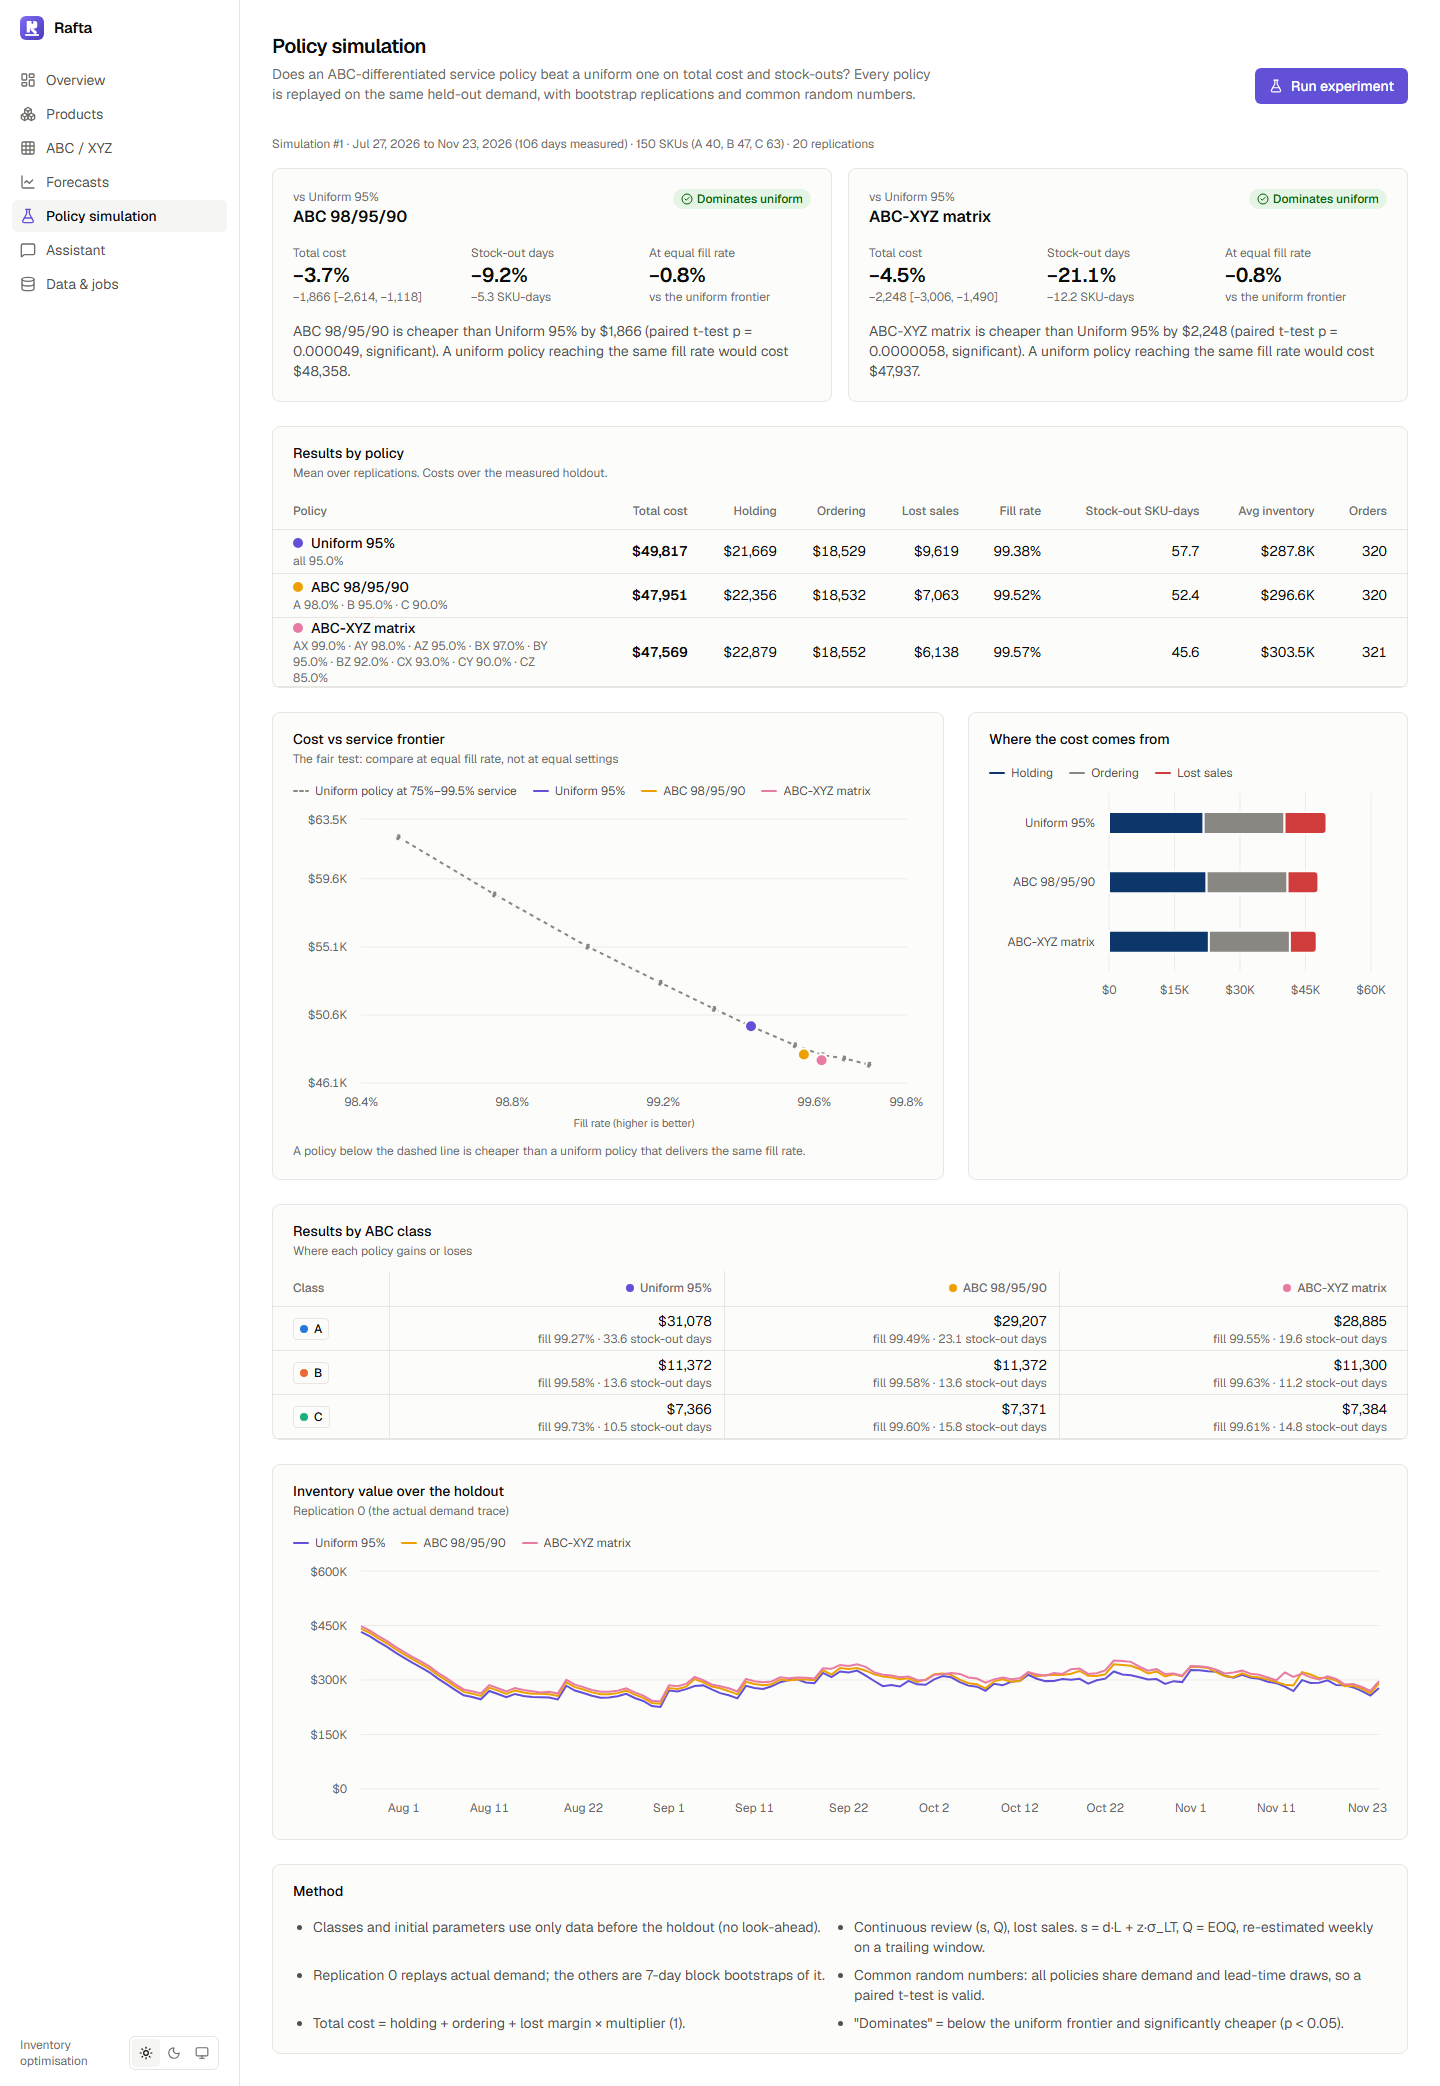 Rafta
Overview
Products
ABC / XYZ
Forecasts
Policy simulation
Assistant
Data & jobs
Inventory
optimisation
Policy simulation
Does an ABC-differentiated service policy beat a uniform one on total cost and stock-outs? Every policy
is replayed on the same held-out demand, with bootstrap replications and common random numbers.
Run experiment
Simulation #1 · Jul 27, 2026 to Nov 23, 2026 (106 days measured) · 150 SKUs (A 40, B 47, C 63) · 20 replications
vs Uniform 95%
Dominates uniform
ABC 98/95/90
Total cost Stock-out days At equal fill rate
−3.7% −9.2% −0.8%
−1,866 [−2,614, −1,118] −5.3 SKU-days vs the uniform frontier
ABC 98/95/90 is cheaper than Uniform 95% by $1,866 (paired t-test p =
0.000049, significant). A uniform policy reaching the same fill rate would cost
$48,358.
vs Uniform 95%
Dominates uniform
ABC-XYZ matrix
Total cost Stock-out days At equal fill rate
−4.5% −21.1% −0.8%
−2,248 [−3,006, −1,490] −12.2 SKU-days vs the uniform frontier
ABC-XYZ matrix is cheaper than Uniform 95% by $2,248 (paired t-test p =
0.0000058, significant). A uniform policy reaching the same fill rate would cost
$47,937.
Results by policy
Mean over replications. Costs over the measured holdout.
Policy Total cost Holding Ordering Lost sales Fill rate Stock-out SKU-days Avg inventory Orders
Uniform 95% $49,817 $21,669 $18,529 $9,619 99.38% 57.7 $287.8K 320
all 95.0%
ABC 98/95/90 $47,951 $22,356 $18,532 $7,063 99.52% 52.4 $296.6K 320
A 98.0% · B 95.0% · C 90.0%
ABC-XYZ matrix $47,569 $22,879 $18,552 $6,138 99.57% 45.6 $303.5K 321
AX 99.0% · AY 98.0% · AZ 95.0% · BX 97.0% · BY
95.0% · BZ 92.0% · CX 93.0% · CY 90.0% · CZ
85.0%
Cost vs service frontier
The fair test: compare at equal fill rate, not at equal settings
Uniform policy at 75%–99.5% service Uniform 95% ABC 98/95/90 ABC-XYZ matrix
$63.5K
$59.6K
$55.1K
$50.6K
$46.1K
98.4% 98.8% 99.2% 99.6% 99.8%
Fill rate (higher is better)
A policy below the dashed line is cheaper than a uniform policy that delivers the same fill rate.
Where the cost comes from
Holding Ordering Lost sales
Uniform 95%
ABC 98/95/90
ABC-XYZ matrix
$0 $15K $30K $45K $60K
Results by ABC class
Where each policy gains or loses
Class Uniform 95% ABC 98/95/90 ABC-XYZ matrix
A $31,078 $29,207 $28,885
fill 99.27% · 33.6 stock-out days fill 99.49% · 23.1 stock-out days fill 99.55% · 19.6 stock-out days
B $11,372 $11,372 $11,300
fill 99.58% · 13.6 stock-out days fill 99.58% · 13.6 stock-out days fill 99.63% · 11.2 stock-out days
C $7,366 $7,371 $7,384
fill 99.73% · 10.5 stock-out days fill 99.60% · 15.8 stock-out days fill 99.61% · 14.8 stock-out days
Inventory value over the holdout
Replication 0 (the actual demand trace)
Uniform 95% ABC 98/95/90 ABC-XYZ matrix
$600K
$450K
$300K
$150K
$0
Aug 1 Aug 11 Aug 22 Sep 1 Sep 11 Sep 22 Oct 2 Oct 12 Oct 22 Nov 1 Nov 11 Nov 23
Method
• Classes and initial parameters use only data before the holdout (no look-ahead).
• Continuous review (s, Q), lost sales. s = d·L + z·σ_LT, Q = EOQ, re-estimated weekly
on a trailing window.
• Replication 0 replays actual demand; the others are 7-day block bootstraps of it.
• Common random numbers: all policies share demand and lead-time draws, so a
paired t-test is valid.
• Total cost = holding + ordering + lost margin × multiplier (1).
• "Dominates" = below the uniform frontier and significantly cheaper (p < 0.05).